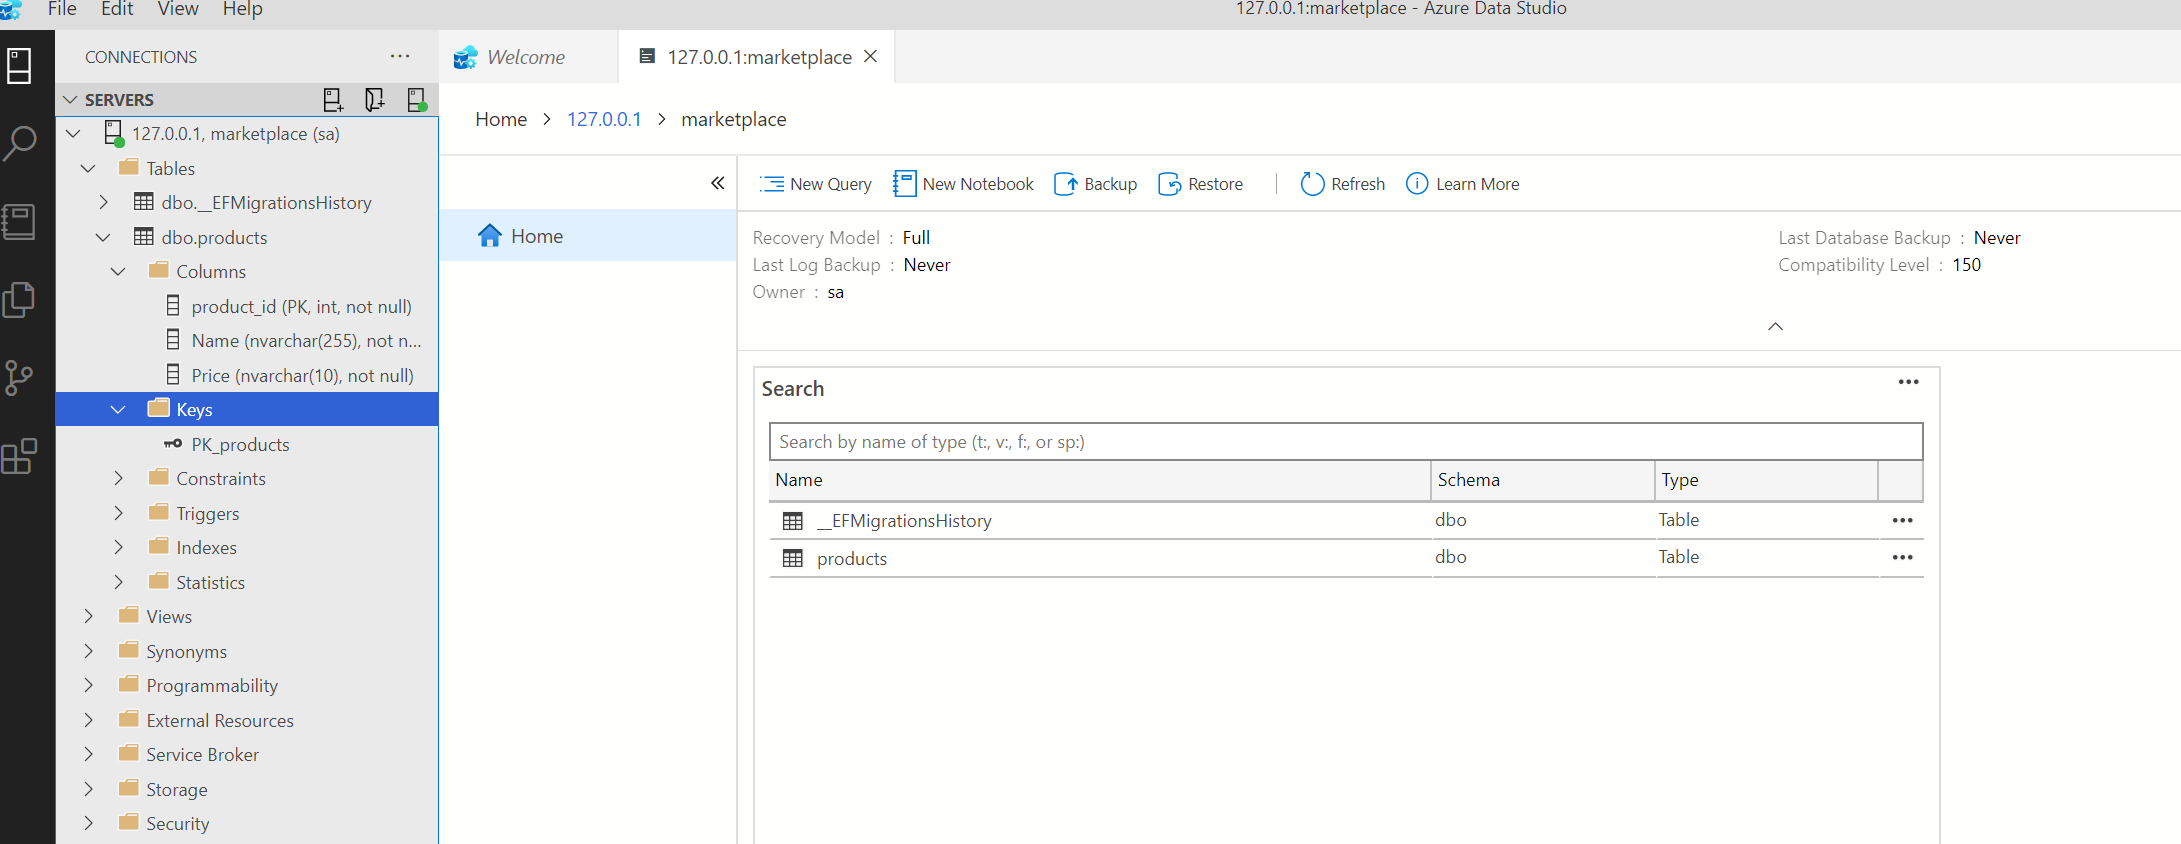 File Edit View Help
127.0.0.1:marketplace - Azure Data Studio
CONNECTIONS
SERVERS
127.0.0.1, marketplace (sa)
Tables
dbo.__EFMigrationsHistory
dbo.products
Columns
product_id (PK, int, not null)
Name (nvarchar(255), not n...
Price (nvarchar(10), not null)
Keys
PK_products
Constraints
Triggers
Indexes
Statistics
Views
Synonyms
Programmability
External Resources
Service Broker
Storage
Security
Welcome
127.0.0.1:marketplace
Home > 127.0.0.1 > marketplace
Home
New Query New Notebook Backup Restore Refresh Learn More
Recovery Model : Full
Last Log Backup : Never
Owner : sa
Last Database Backup : Never
Compatibility Level : 150
Search
Search by name of type (t:, v:, f:, or sp:)
Name Schema Type
__EFMigrationsHistory dbo Table
products dbo Table